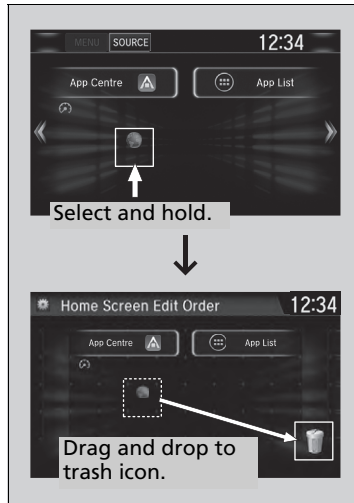 MENU SOURCE 12:34
App Centre App List
Select and hold.
Home Screen Edit Order 12:34
App Centre App List
Drag and drop to
trash icon.